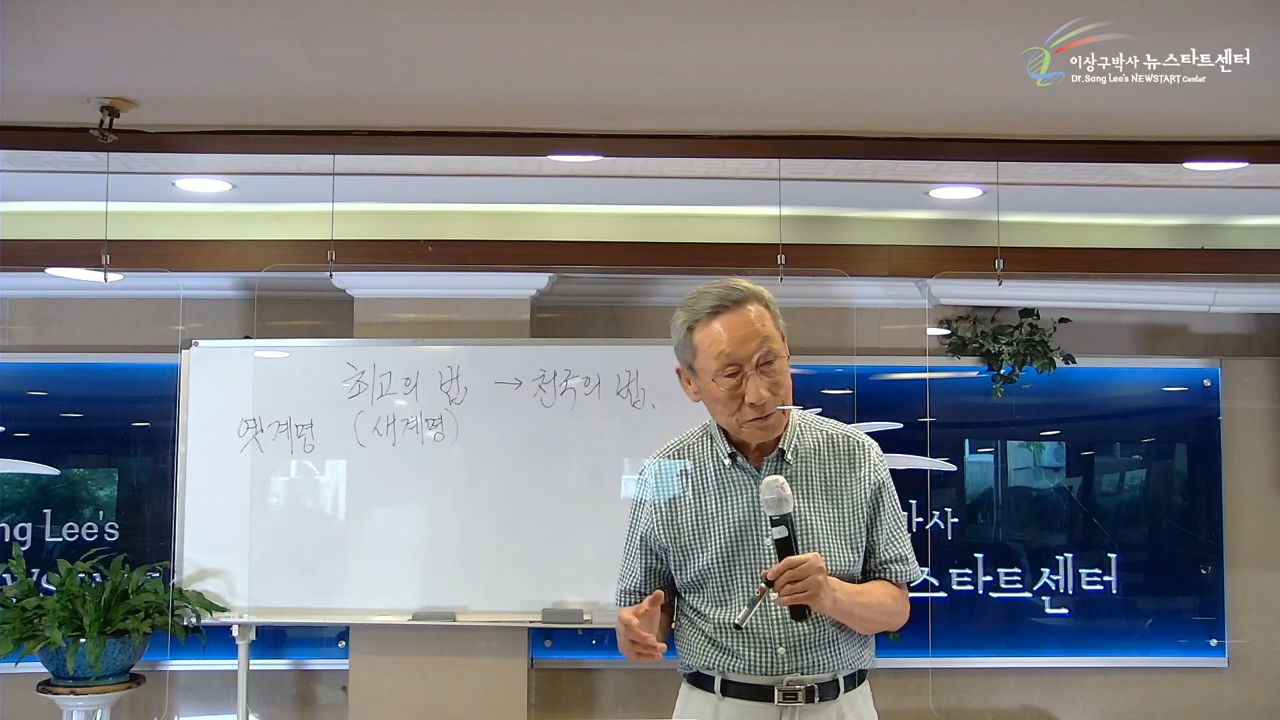 이상구박사 뉴스타트센터
Dr. Sang Lee's NEWSTART Center
최고의 법 → 천국의 법.
옛계명 (새계명)
ng Lee's
박사
스타트센터